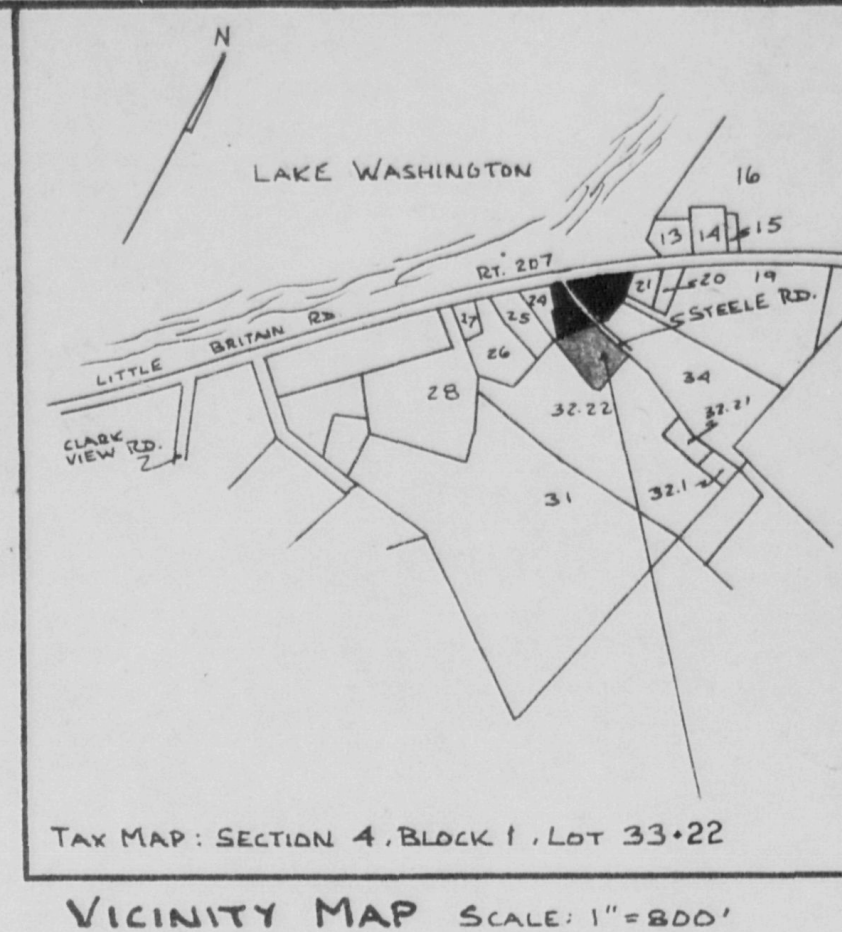 N
LAKE WASHINGTON
16
13
14
15
RT. 207
21
20
19
STEELE RD.
24
25
27
26
LITTLE BRITAIN RD
28
34
32.22
32.21
CLARK
VIEW RD.
31
32.1
TAX MAP: SECTION 4, BLOCK 1, LOT 33.22
VICINITY MAP SCALE: 1"=800'